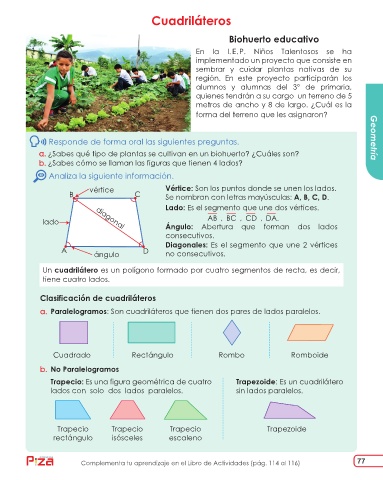 Cuadriláteros
Biohuerto educativo
En la I.E.P. Niños Talentosos se ha
implementado un proyecto que consiste en
sembrar y cuidar plantas nativas de su
región. En este proyecto participarán los
alumnos y alumnas del 3° de primaria,
quienes tendrán a su cargo un terreno de 5
metros de ancho y 8 de largo. ¿Cuál es la
forma del terreno que les asignaron?
Geometría
Responde de forma oral las siguientes preguntas.
a. ¿Sabes qué tipo de plantas se cultivan en un biohuerto? ¿Cuáles son?
b. ¿Sabes cómo se llaman las figuras que tienen 4 lados?
Analiza la siguiente información.
vértice
B
C
diagonal
lado
A
D
ángulo
Vértice: Son los puntos donde se unen los lados.
Se nombran con letras mayúsculas: A, B, C, D.
Lado: Es el segmento que une dos vértices.
AB , BC , CD , DA.
Ángulo: Abertura que forman dos lados
consecutivos.
Diagonales: Es el segmento que une 2 vértices
no consecutivos.
Un cuadrilátero es un polígono formado por cuatro segmentos de recta, es decir,
tiene cuatro lados.
Clasificación de cuadriláteros
a. Paralelogramos: Son cuadriláteros que tienen dos pares de lados paralelos.
Cuadrado
Rectángulo
Rombo
Romboide
b. No Paralelogramos
Trapecio: Es una figura geométrica de cuatro
lados con solo dos lados paralelos.
Trapezoide: Es un cuadrilátero
sin lados paralelos.
Trapecio
rectángulo
Trapecio
isósceles
Trapecio
escaleno
Trapezoide
Complementa tu aprendizaje en el Libro de Actividades (pág. 114 al 116)
77